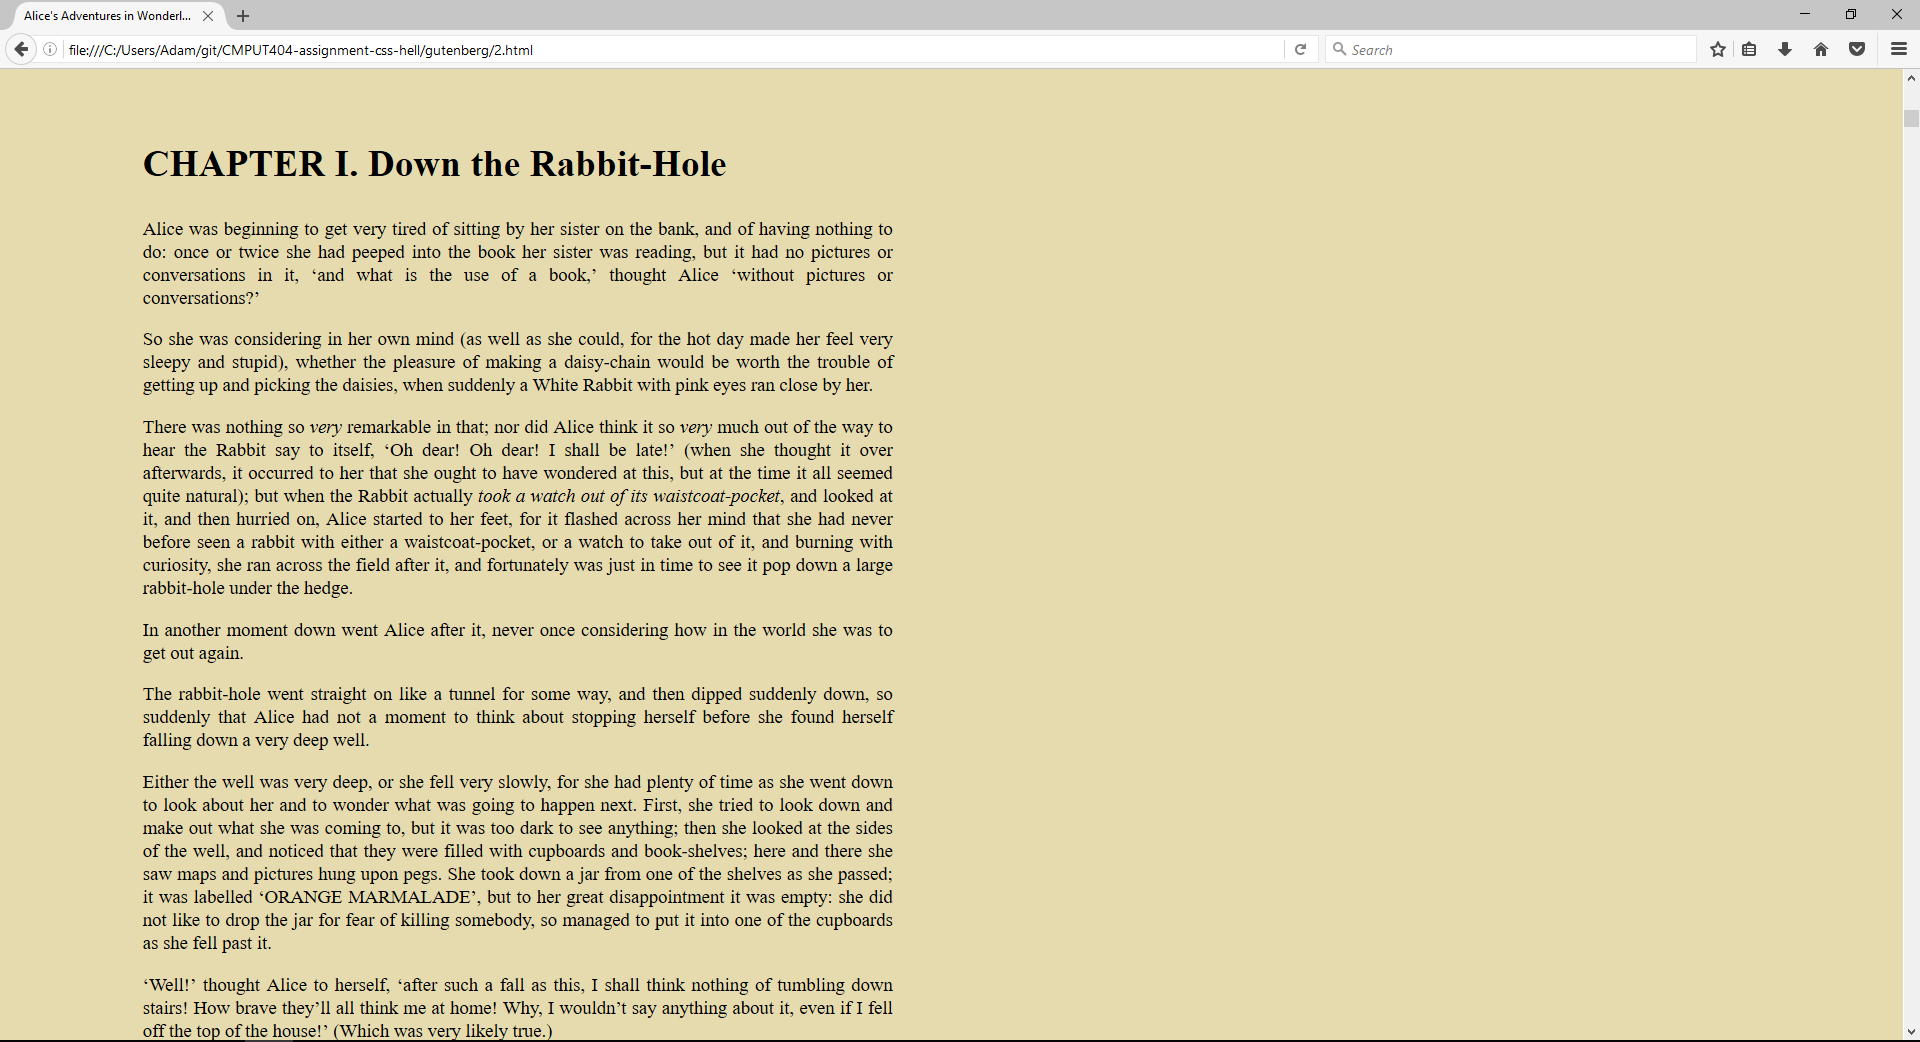 Alice's Adventures in Wonderl...
file:///C:/Users/Adam/git/CMPUT404-assignment-css-hell/gutenberg/2.html
Search
CHAPTER I. Down the Rabbit-Hole
Alice was beginning to get very tired of sitting by her sister on the bank, and of having nothing to
do: once or twice she had peeped into the book her sister was reading, but it had no pictures or
conversations in it, ‘and what is the use of a book,’ thought Alice ‘without pictures or
conversations?’
So she was considering in her own mind (as well as she could, for the hot day made her feel very
sleepy and stupid), whether the pleasure of making a daisy-chain would be worth the trouble of
getting up and picking the daisies, when suddenly a White Rabbit with pink eyes ran close by her.
There was nothing so very remarkable in that; nor did Alice think it so very much out of the way to
hear the Rabbit say to itself, ‘Oh dear! Oh dear! I shall be late!’ (when she thought it over
afterwards, it occurred to her that she ought to have wondered at this, but at the time it all seemed
quite natural); but when the Rabbit actually took a watch out of its waistcoat-pocket, and looked at
it, and then hurried on, Alice started to her feet, for it flashed across her mind that she had never
before seen a rabbit with either a waistcoat-pocket, or a watch to take out of it, and burning with
curiosity, she ran across the field after it, and fortunately was just in time to see it pop down a large
rabbit-hole under the hedge.
In another moment down went Alice after it, never once considering how in the world she was to
get out again.
The rabbit-hole went straight on like a tunnel for some way, and then dipped suddenly down, so
suddenly that Alice had not a moment to think about stopping herself before she found herself
falling down a very deep well.
Either the well was very deep, or she fell very slowly, for she had plenty of time as she went down
to look about her and to wonder what was going to happen next. First, she tried to look down and
make out what she was coming to, but it was too dark to see anything; then she looked at the sides
of the well, and noticed that they were filled with cupboards and book-shelves; here and there she
saw maps and pictures hung upon pegs. She took down a jar from one of the shelves as she passed;
it was labelled ‘ORANGE MARMALADE’, but to her great disappointment it was empty: she did
not like to drop the jar for fear of killing somebody, so managed to put it into one of the cupboards
as she fell past it.
‘Well!’ thought Alice to herself, ‘after such a fall as this, I shall think nothing of tumbling down
stairs! How brave they’ll all think me at home! Why, I wouldn’t say anything about it, even if I fell
off the top of the house!’ (Which was very likely true.)